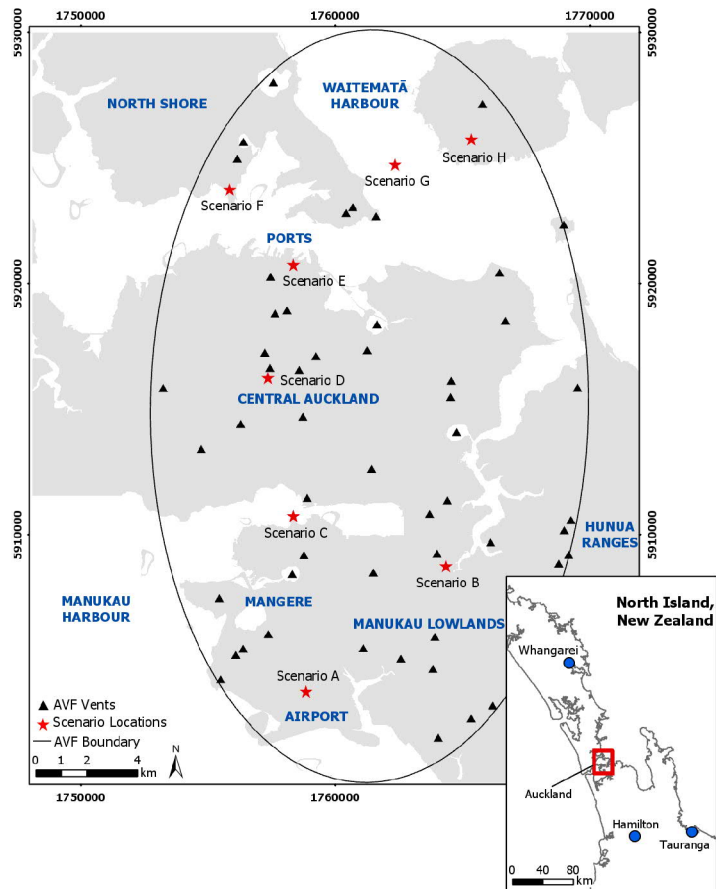 1750000
1760000
1770000
5930000
5930000
WAITEMATĀ
HARBOUR
NORTH SHORE
Scenario H
Scenario G
Scenario F
PORTS
Scenario E
5920000
5920000
Scenario D
CENTRAL AUCKLAND
Scenario C
5910000
5910000
HUNUA
RANGES
Scenario B
MANUKAU
HARBOUR
MANGERE
MANUKAU LOWLANDS
Scenario A
AIRPORT
AVF Vents
Scenario Locations
AVF Boundary
0 1 2 4
km
N
1750000
1760000
North Island,
New Zealand
Whangarei
Auckland
Hamilton
Tauranga
0 40 80
km